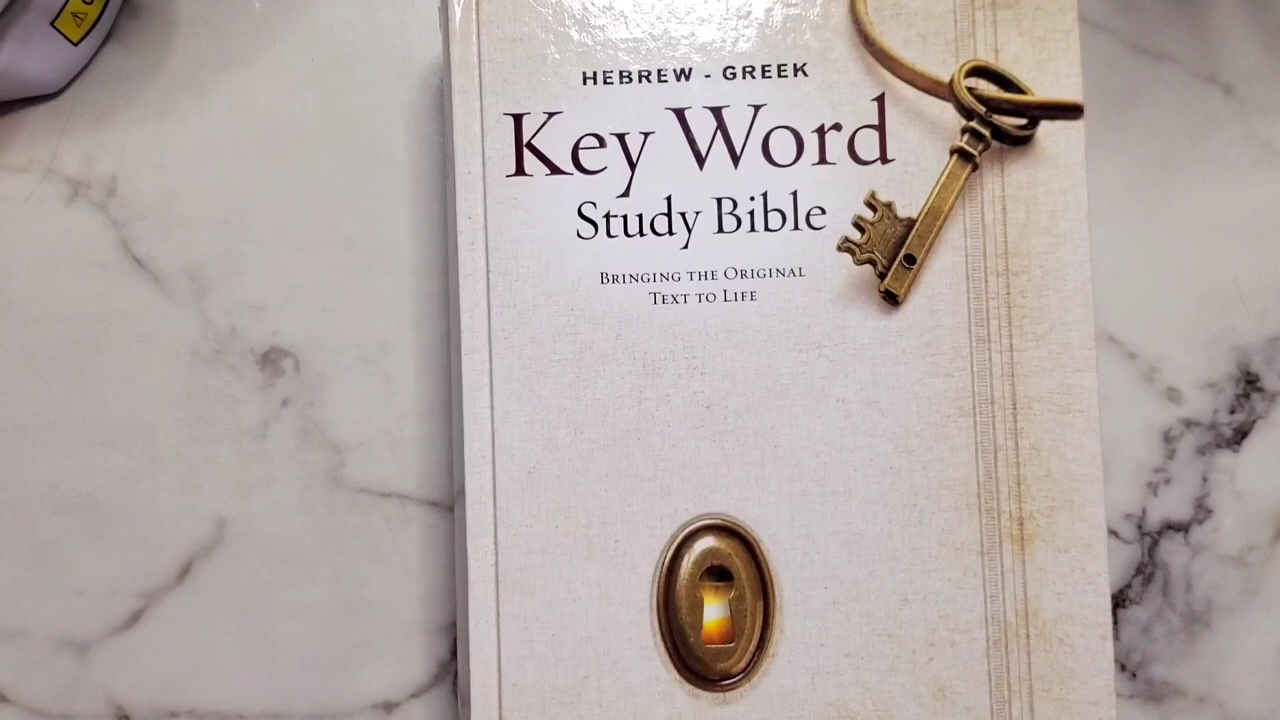 HEBREW - GREEK
Key Word
Study Bible
BRINGING THE ORIGINAL
TEXT TO LIFE